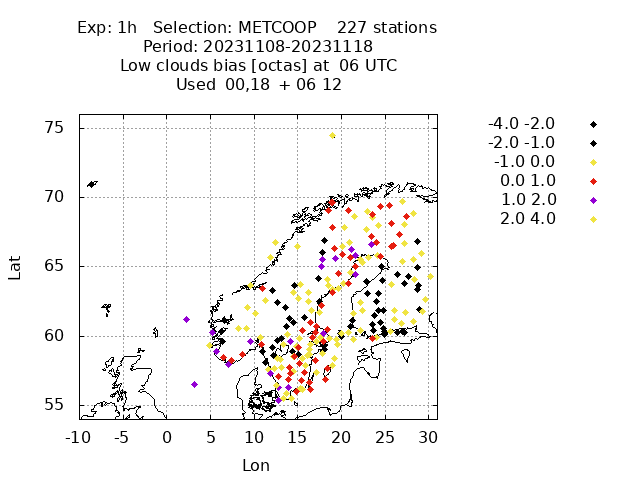 Exp: 1h   Selection: METCOOP    227 stations
Period: 20231108-20231118
Low clouds bias [octas] at  06 UTC
Used  00,18  + 06 12
75
70
65
60
55
-10 -5 0 5 10 15 20 25 30
Lat
Lon
-4.0 -2.0
-2.0 -1.0
-1.0 0.0
0.0 1.0
1.0 2.0
2.0 4.0